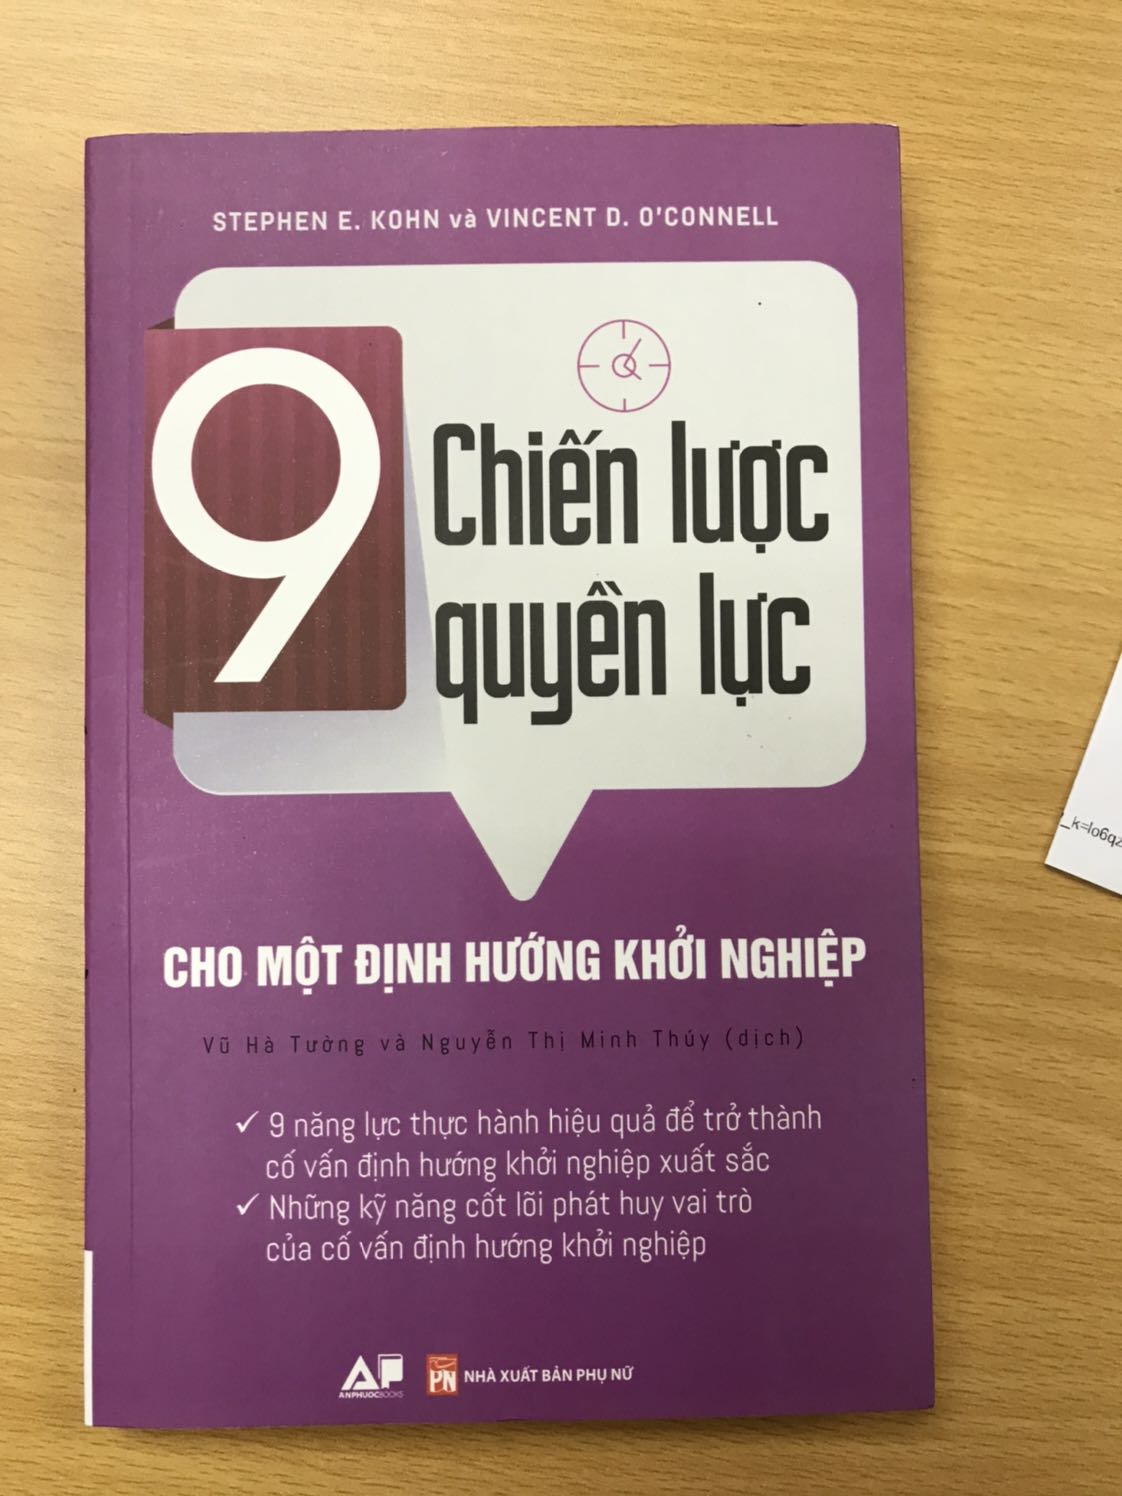 STEPHEN E. KOHN và VINCENT D. O'CONNELL
9
Chiến lược
quyền lực
CHO MỘT ĐỊNH HƯỚNG KHỞI NGHIỆP
Vũ Hà Tường và Nguyễn Thị Minh Thúy (dịch)
✓ 9 năng lực thực hành hiệu quả để trở thành
cố vấn định hướng khởi nghiệp xuất sắc
✓ Những kỹ năng cốt lõi phát huy vai trò
của cố vấn định hướng khởi nghiệp
AP
ANPHUOCBOOKS
PN
NHÀ XUẤT BẢN PHỤ NỮ